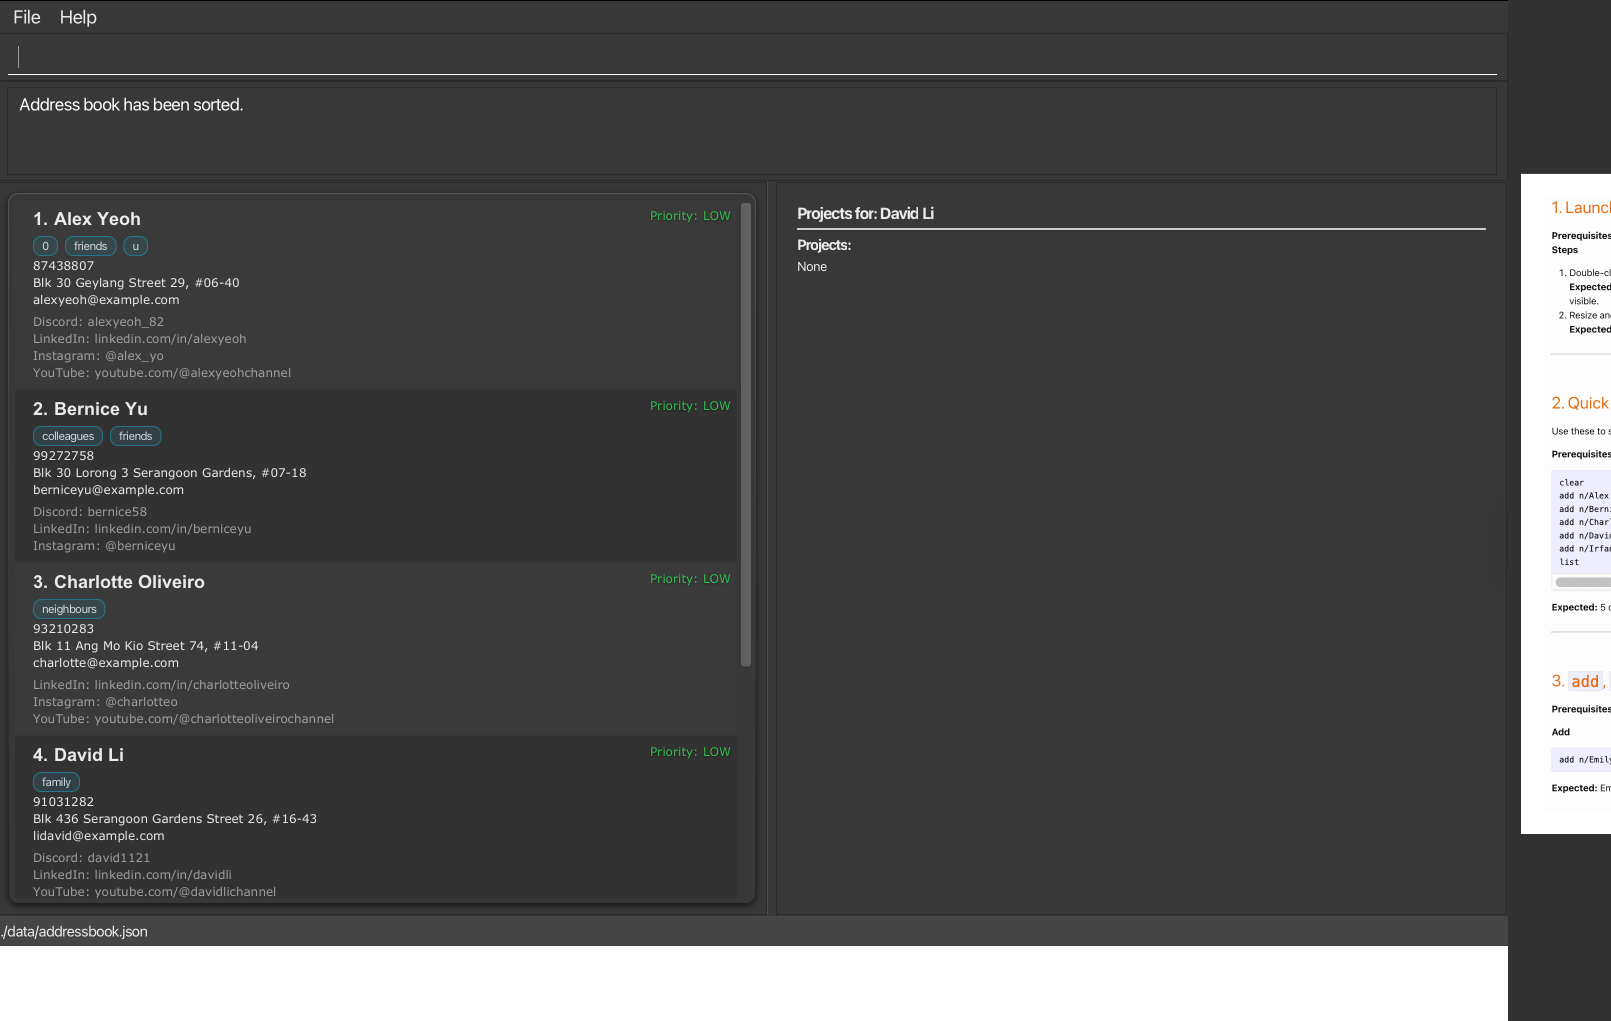 File Help
Address book has been sorted.
1. Alex Yeoh
Priority: LOW
0 friends u
87438807
Blk 30 Geylang Street 29, #06-40
alexyeoh@example.com
Discord: alexyeoh_82
LinkedIn: linkedin.com/in/alexyeoh
Instagram: @alex_yo
YouTube: youtube.com/@alexyeohchannel
2. Bernice Yu
Priority: LOW
colleagues friends
99272758
Blk 30 Lorong 3 Serangoon Gardens, #07-18
berniceyu@example.com
Discord: bernice58
LinkedIn: linkedin.com/in/berniceyu
Instagram: @berniceyu
3. Charlotte Oliveiro
Priority: LOW
neighbours
93210283
Blk 11 Ang Mo Kio Street 74, #11-04
charlotte@example.com
LinkedIn: linkedin.com/in/charlotteoliveiro
Instagram: @charlotteo
YouTube: youtube.com/@charlotteoliveirochannel
4. David Li
Priority: LOW
family
91031282
Blk 436 Serangoon Gardens Street 26, #16-43
lidavid@example.com
Discord: david1121
LinkedIn: linkedin.com/in/davidli
YouTube: youtube.com/@davidlichannel
Projects for: David Li
Projects:
None
./data/addressbook.json
1. Launc
Prerequisites
Steps
1. Double-cl
Expected
visible.
2. Resize an
Expected
2. Quick
Use these to s
Prerequisites
clear
add n/Alex
add n/Bern
add n/Char
add n/Davi
add n/Irfa
list
Expected: 5
3. add,
Prerequisites
Add
add n/Emily
Expected: Em